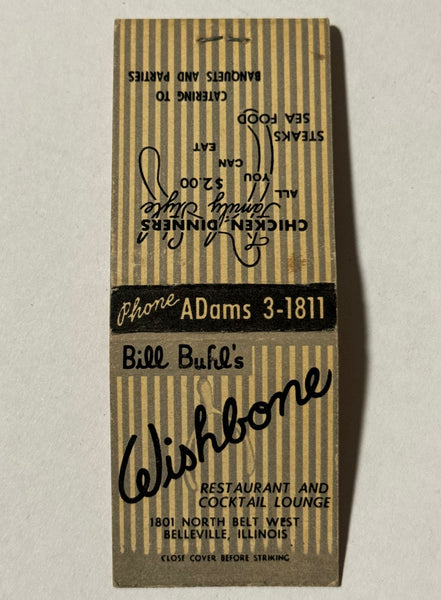 CATERING TO
BANQUETS AND PARTIES
STEAKS
SEA FOOD
ALL
YOU
CAN
EAT
$2.00
CHICKEN DINNERS
Family Style
Phone ADams 3-1811
Bill Buhl's
Wishbone
RESTAURANT AND
COCKTAIL LOUNGE
1801 NORTH BELT WEST
BELLEVILLE, ILLINOIS
CLOSE COVER BEFORE STRIKING